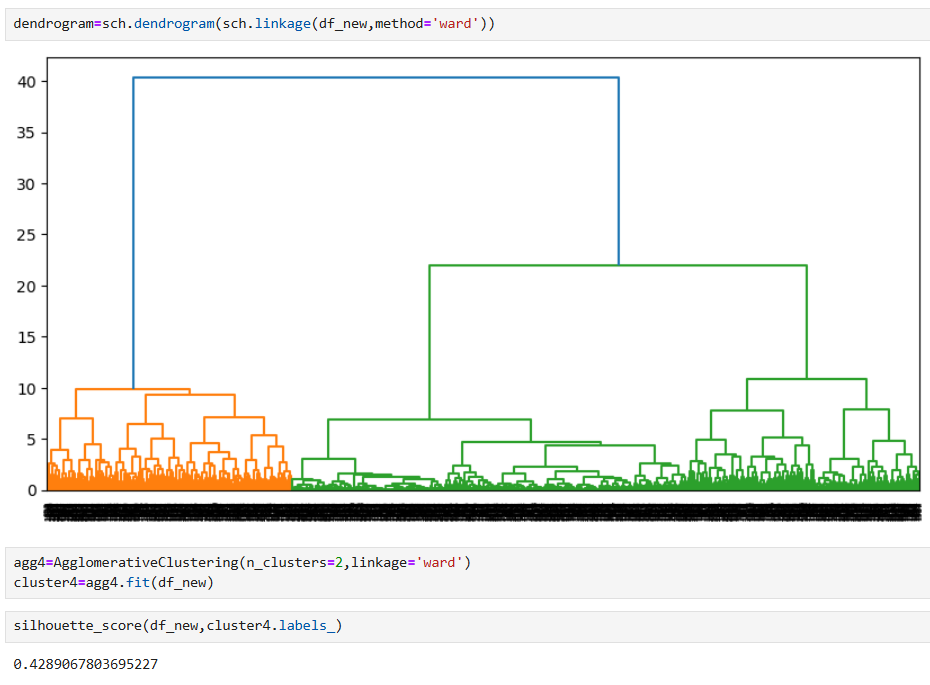 dendrogram=sch.dendrogram(sch.linkage(df_new,method='ward'))
40
35
30
25
20
15
10
5
0
agg4=AgglomerativeClustering(n_clusters=2,linkage='ward')
cluster4=agg4.fit(df_new)
silhouette_score(df_new,cluster4.labels_)
0.4289067803695227